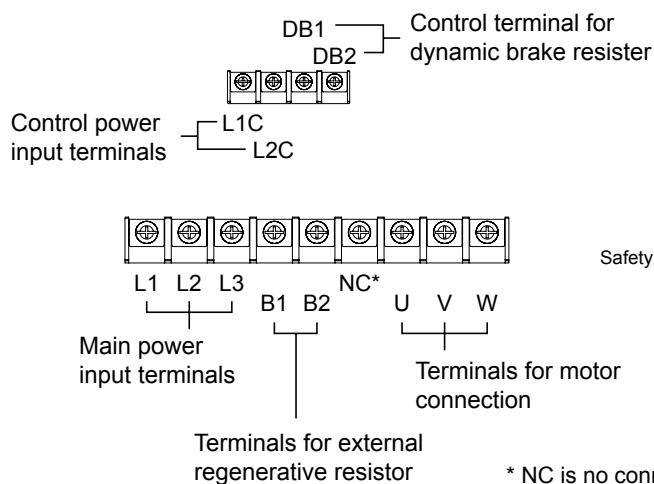 DB1
DB2
Control terminal for
dynamic brake resister
Control power
input terminals
L1C
L2C
L1 L2 L3
NC*
B1 B2
U V W
Safety
Main power
input terminals
Terminals for motor
connection
Terminals for external
regenerative resistor
* NC is no